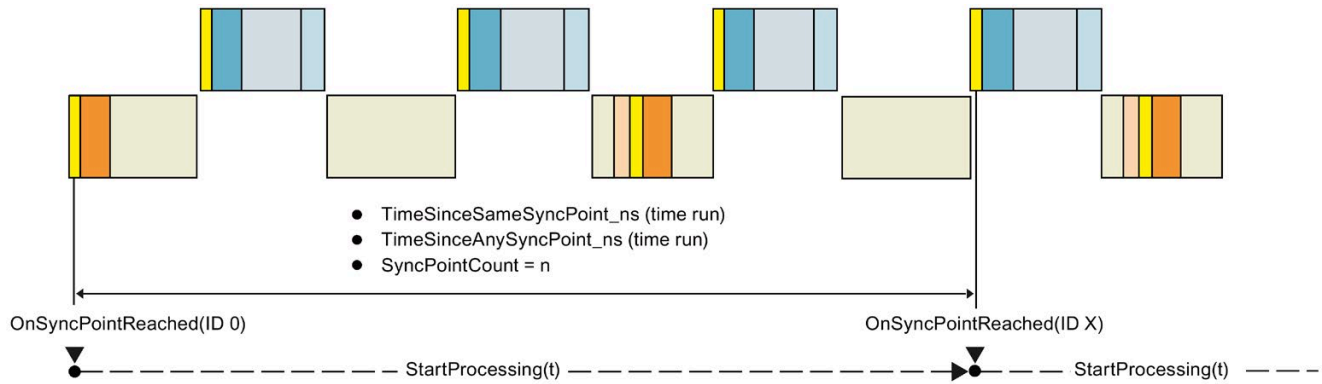 ● TimeSinceSameSyncPoint_ns (time run)
● TimeSinceAnySyncPoint_ns (time run)
● SyncPointCount = n
OnSyncPointReached(ID 0)
OnSyncPointReached(ID X)
StartProcessing(t)
StartProcessing(t)